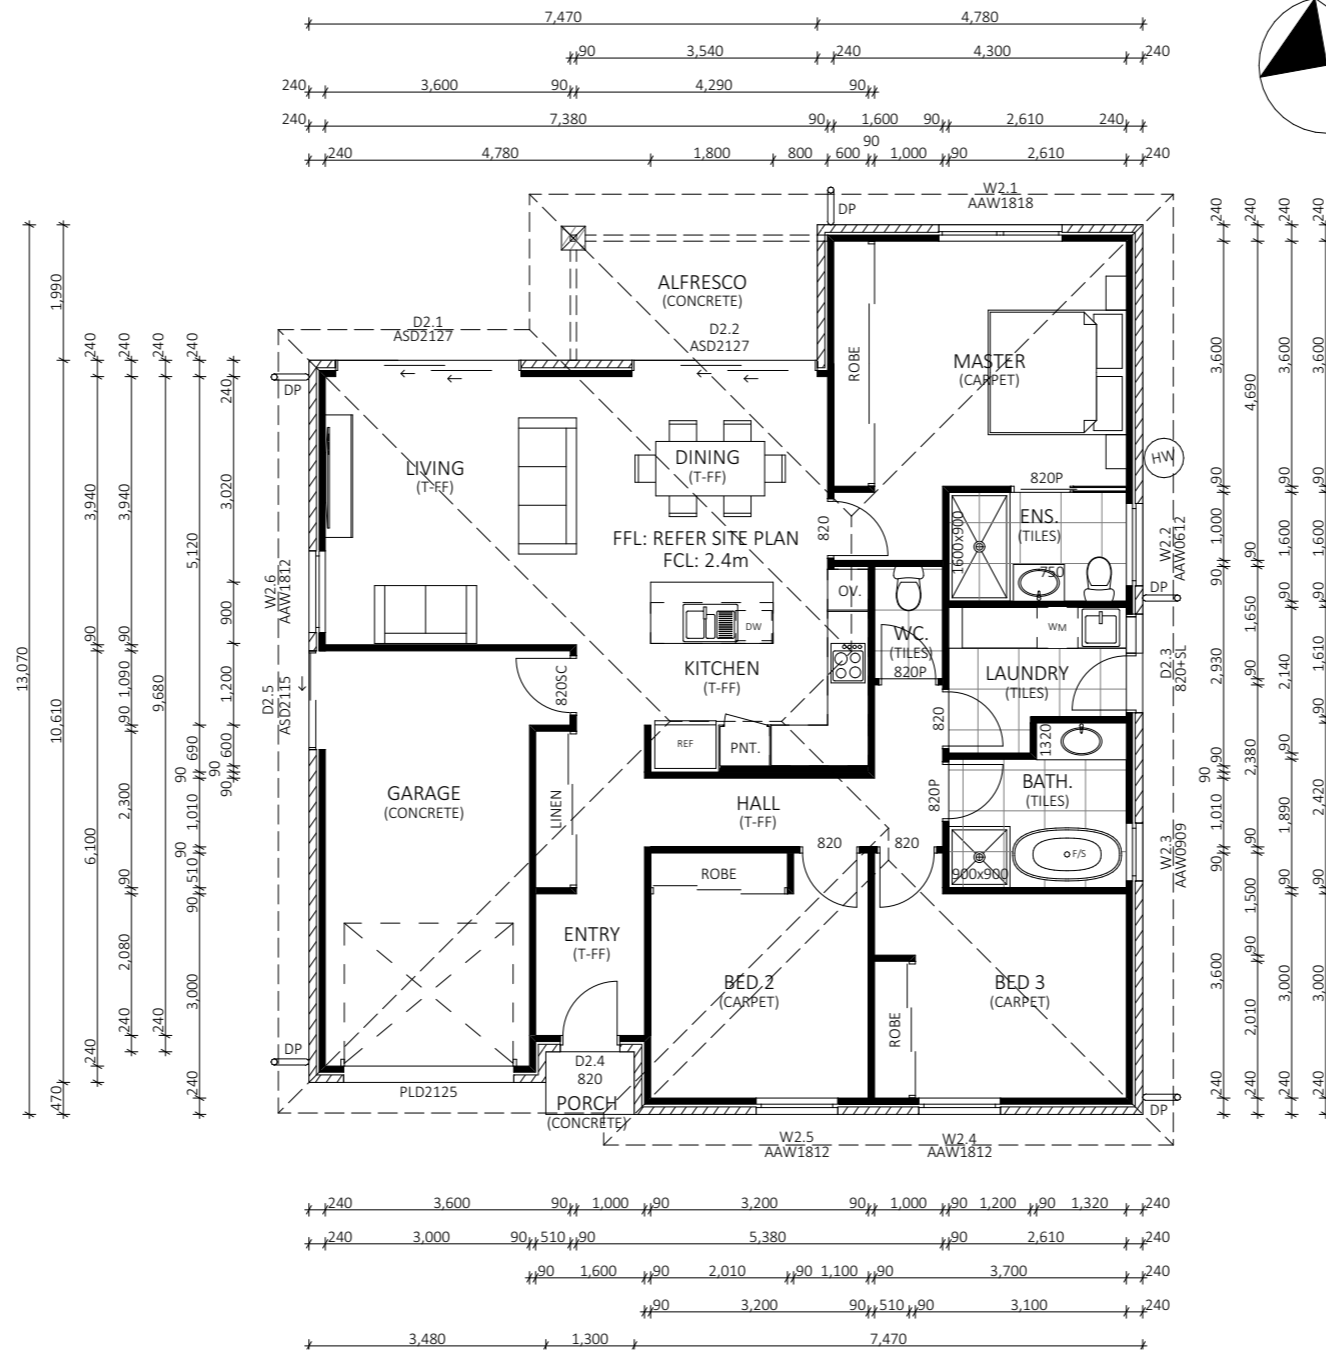 7,470 4,780
90 3,540 240 4,300 240
240 3,600 90 4,290 90
240 7,380 90 1,600 90 2,610 240
90
240 4,780 1,800 800 600 1,000 90 2,610 240
W2.1
AAW1818
DP
ALFRESCO
(CONCRETE)
D2.1
ASD2127
D2.2
ASD2127
DP
ROBE
MASTER
(CARPET)
LIVING
(T-FF)
DINING
(T-FF)
HW
820P
820
FFL: REFER SITE PLAN
FCL: 2.4m
1600x900
ENS.
(TILES)
750
W2.2
AAW0612
DP
W2.6
AAW1812
OV.
DW
WC.
(TILES)
820P
WM
LAUNDRY
(TILES)
D2.3
820+SL
KITCHEN
(T-FF)
820SC
D2.5
ASD2115
820
REF
PNT.
1320
GARAGE
(CONCRETE)
LINEN
HALL
(T-FF)
820P
BATH.
(TILES)
820
820
F/S
900x900
W2.3
AAW0909
ROBE
ENTRY
(T-FF)
BED 2
(CARPET)
BED 3
(CARPET)
ROBE
DP
D2.4
820
PLD2125
PORCH
(CONCRETE)
DP
W2.5
AAW1812
W2.4
AAW1812
13,070
1,990
10,610
470
240
3,940
90
6,100
240
240
3,940
90
1,090
90
2,300
90
2,080
240
240
9,680
240
240
5,120
690
90
1,010
90
510
90
3,000
240
240
3,020
900
1,200
600
90
90
240
3,600
90
1,000
90
2,930
90
90
1,010
90
3,600
240
240
4,690
90
1,650
90
2,380
90
1,500
90
2,010
240
240
3,600
90
1,600
90
2,140
90
1,890
90
3,000
240
240
3,600
90
1,600
90
1,610
90
2,420
90
3,000
240
240 3,600 90 1,000 90 3,200 90 1,000 90 1,200 90 1,320 240
240 3,000 90 510 90 5,380 90 2,610 240
90 1,600 90 2,010 90 1,100 90 3,700 240
90 3,200 90 510 90 3,100 240
3,480 1,300 7,470